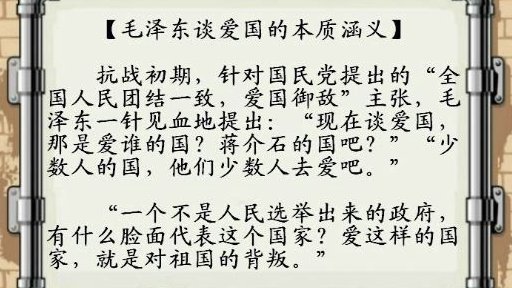 【毛泽东谈爱国的本质涵义】
抗战初期，针对国民党提出的“全
国人民团结一致，爱国御敌”主张，毛
泽东一针见血地提出：“现在谈爱国，
那是爱谁的国？蒋介石的国吧？”“少
数人的国，他们少数人去爱吧。”
“一个不是人民选举出来的政府，
有什么脸面代表这个国家？爱这样的国
家，就是对祖国的背叛。”